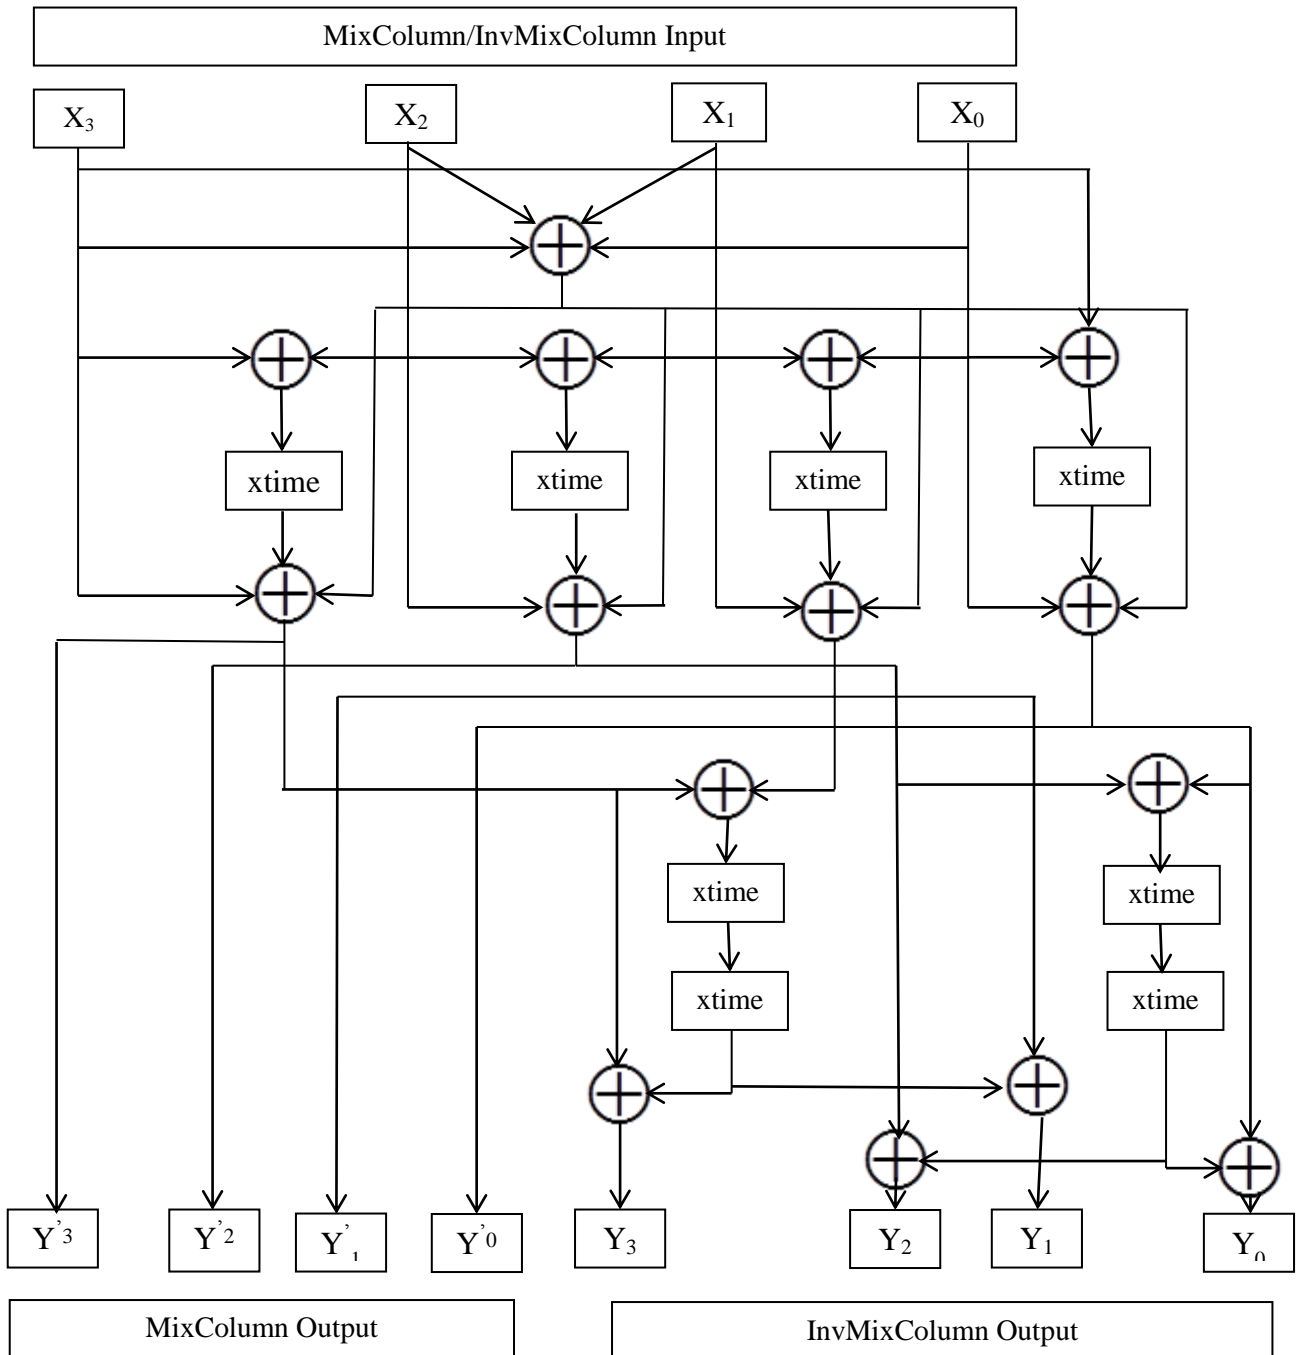 MixColumn/InvMixColumn Input
X₃ X₂ X₁ X₀
xtime xtime xtime xtime
xtime xtime
xtime xtime
Y'₃ Y'₂ Y'₁ Y'₀ Y₃ Y₂ Y₁ Y₀
MixColumn Output InvMixColumn Output